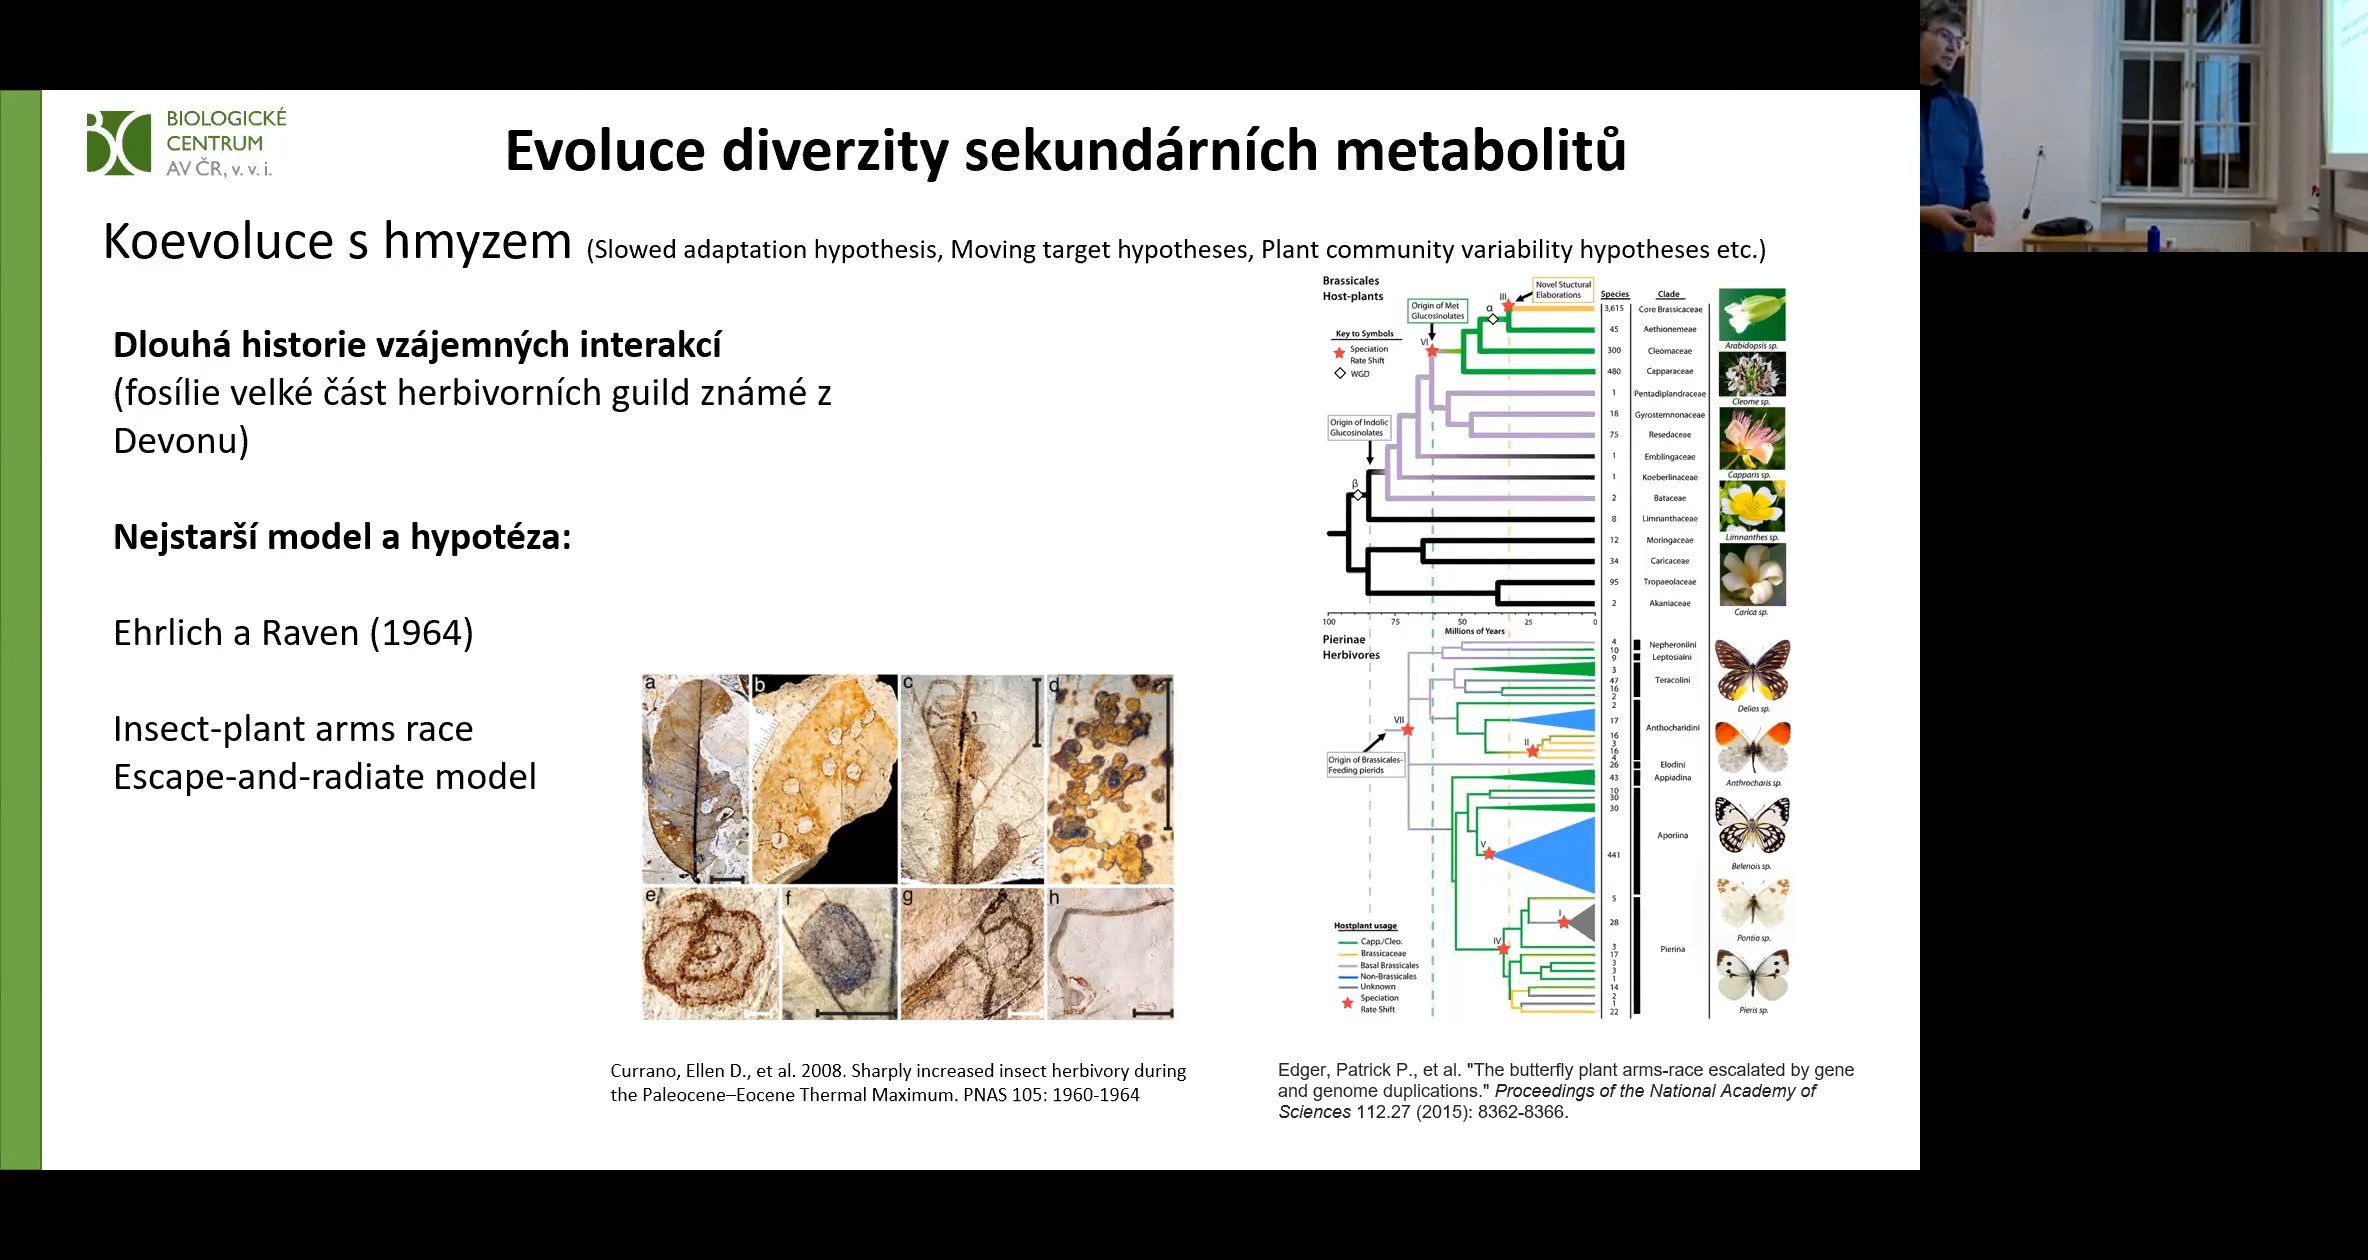 BIOLOGICKÉ
CENTRUM
AV ČR, v. v. i.
Evoluce diverzity sekundárních metabolitů
Koevoluce s hmyzem (Slowed adaptation hypothesis, Moving target hypotheses, Plant community variability hypotheses etc.)
Dlouhá historie vzájemných interakcí
(fosílie velké část herbivorních guild známé z
Devonu)
Nejstarší model a hypotéza:
Ehrlich a Raven (1964)
Insect-plant arms race
Escape-and-radiate model
a b c d
e f g h
Currano, Ellen D., et al. 2008. Sharply increased insect herbivory during
the Paleocene–Eocene Thermal Maximum. PNAS 105: 1960-1964
Brassicales
Host-plants
Key to Symbols
Speciation
Rate Shift
WGD
Origin of Met
Glucosinolates
Novel Stuctural
Elaborations
Origin of Indolic
Glucosinolates
III
α
VI
β
Species Clade
3,615 Core Brassicaceae
45 Aethionemeae
300 Cleomaceae
480 Capparaceae
1 Pentadiplandraceae
18 Gyrostemnonaceae
75 Resedaceae
1 Emblingaceae
1 Koeberlinaceae
2 Bataceae
8 Limnanthaceae
12 Moringaceae
34 Caricaceae
95 Tropaeolaceae
2 Akaniaceae
Arabidopsis sp.
Cleome sp.
Capparis sp.
Limnanthes sp.
Carica sp.
100 75 50 25 0
Millions of Years
Pierinae
Herbivores
VII
Origin of Brassicales-
Feeding pierids
II
V
I
IV
4
10
9
3
47
16
2
2
17
16
3
16
4
26
43
10
30
30
441
5
28
3
17
3
3
1
14
2
1
22
Nepheroniini
Leptosiaini
Teracolini
Anthocharidini
Elodini
Appiadina
Aporiina
Pierina
Delias sp.
Anthrocharis sp.
Belenois sp.
Pontia sp.
Pieris sp.
Hostplant usage
Capp./Cleo.
Brassicaceae
Basal Brassicales
Non-Brassicales
Unknown
Speciation
Rate Shift
Edger, Patrick P., et al. "The butterfly plant arms-race escalated by gene
and genome duplications." Proceedings of the National Academy of
Sciences 112.27 (2015): 8362-8366.